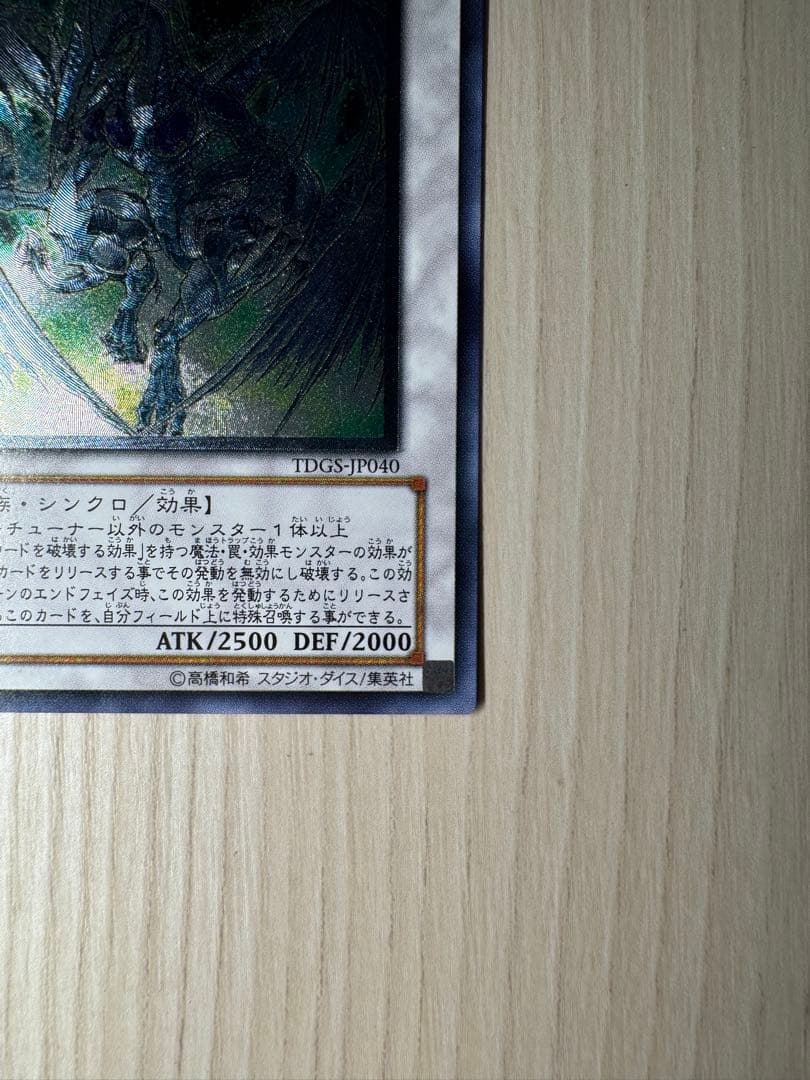 TDGS-JP040
族・シンクロ／効果】
チューナー以外のモンスター１体以上
カードを破壊する効果」を持つ魔法・罠・効果モンスターの効果が
カードをリリースする事でその発動を無効にし破壊する。この効
ーンのエンドフェイズ時、この効果を発動するためにリリースさ
るこのカードを、自分フィールド上に特殊召喚する事ができる。
ATK/2500 DEF/2000
©高橋和希 スタジオ・ダイス/集英社